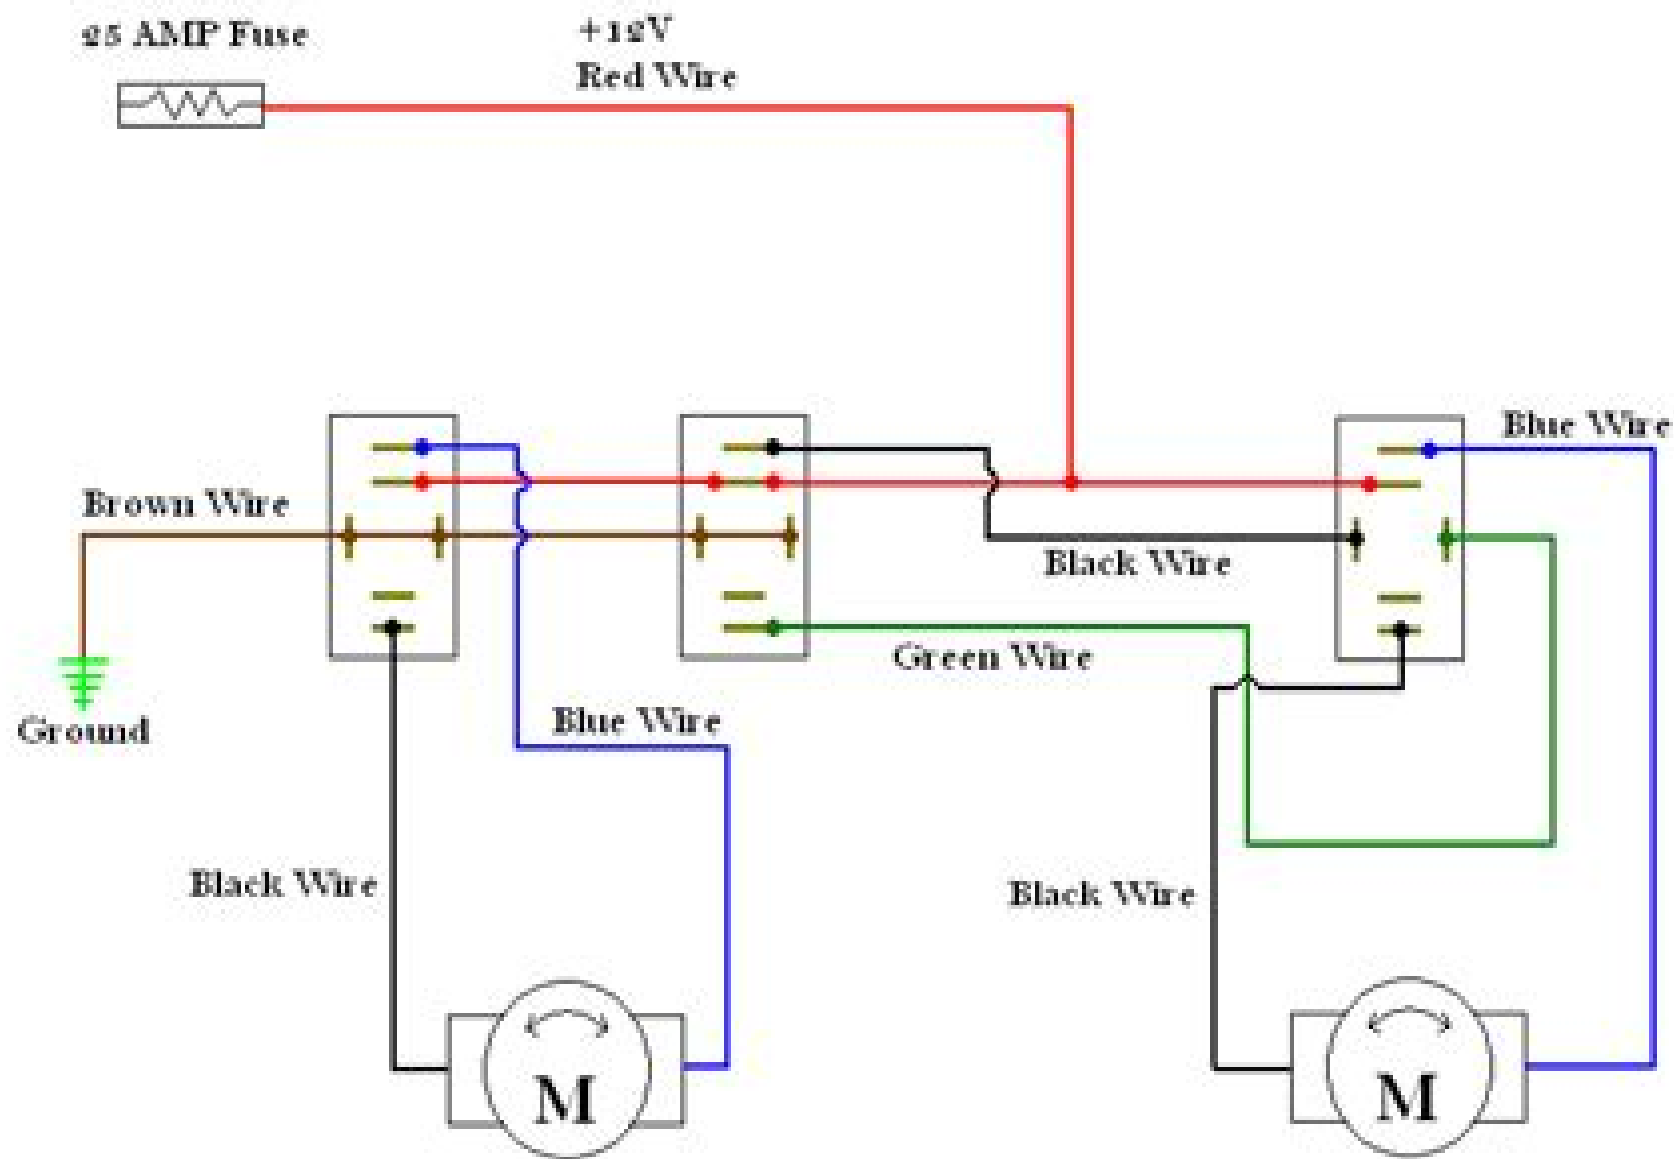 25 AMP Fuse
+12V
Red Wire
Blue Wire
Brown Wire
Black Wire
Green Wire
Ground
Blue Wire
Black Wire
Black Wire
M
M